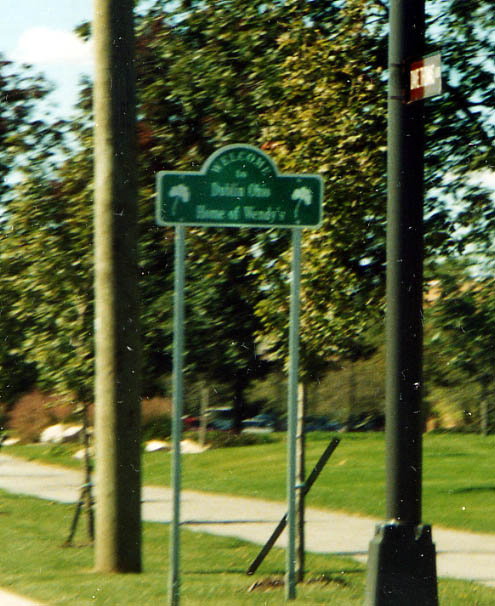 WELCOME
to
Dublin Ohio
Home of Wendy's